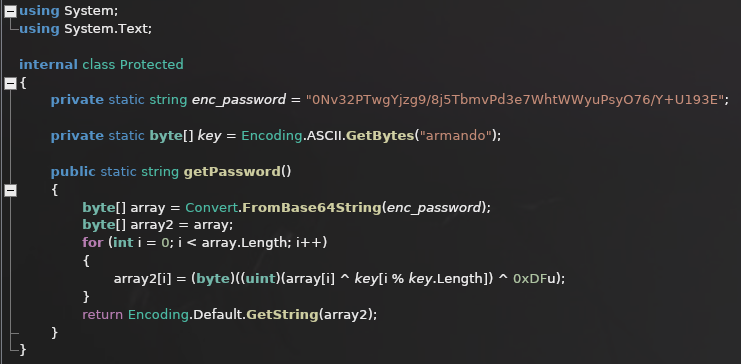 using System;
using System.Text;
internal class Protected
{
private static string enc_password = "0Nv32PTwgYjzg9/8j5TbmvPd3e7WhtWWyuPsyO76/Y+U193E";
private static byte[] key = Encoding.ASCII.GetBytes("armando");
public static string getPassword()
{
byte[] array = Convert.FromBase64String(enc_password);
byte[] array2 = array;
for (int i = 0; i < array.Length; i++)
{
array2[i] = (byte)((uint)(array[i] ^ key[i % key.Length]) ^ 0xDFu);
}
return Encoding.Default.GetString(array2);
}
}